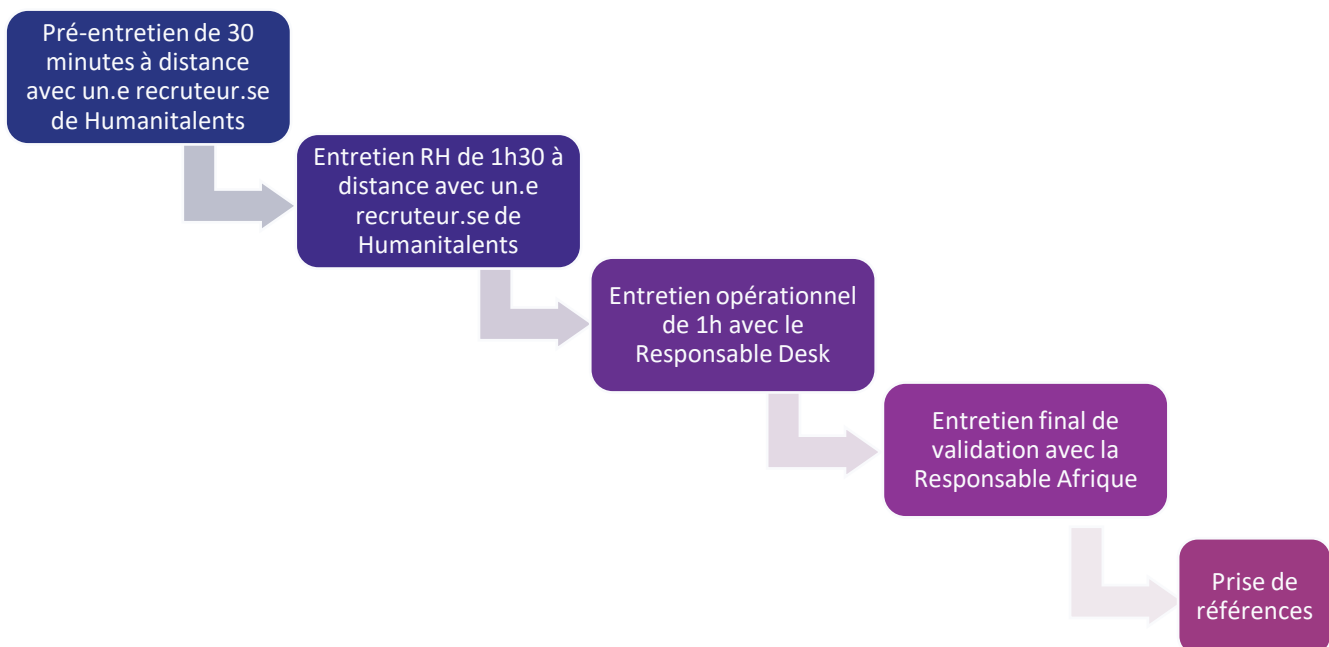 Pré-entretien de 30
minutes à distance
avec un.e recruteur.se
de Humanitalents
Entretien RH de 1h30 à
distance avec un.e
recruteur.se de
Humanitalents
Entretien opérationnel
de 1h avec le
Responsable Desk
Entretien final de
validation avec la
Responsable Afrique
Prise de
références